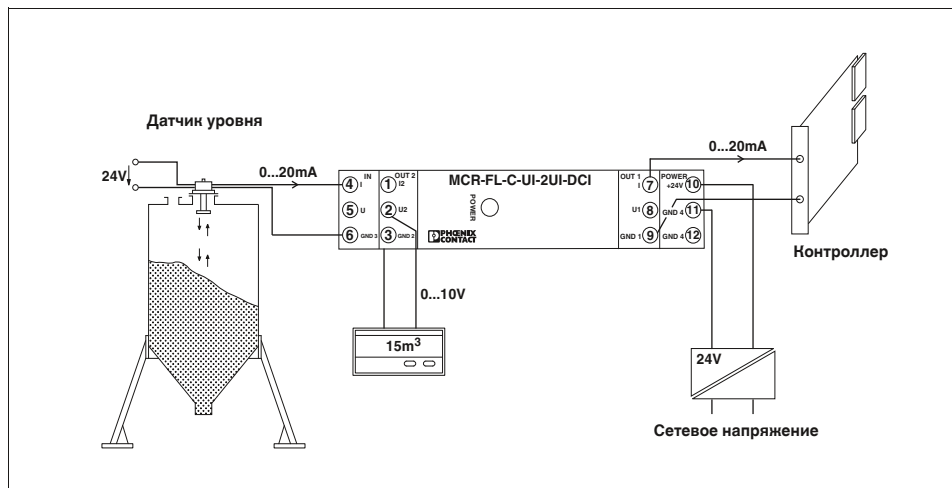 Датчик уровня
24V
0...20mA
IN
4 I
5 U
6 GND 3
OUT 2
1 I2
2 U2
3 GND 2
MCR-FL-C-UI-2UI-DCI
POWER
PHŒNIX
CONTACT
OUT 1
I 7
U1 8
GND 1 9
POWER
+24V 10
GND 4 11
GND 4 12
0...20mA
Контроллер
0...10V
15m³
24V
Сетевое напряжение